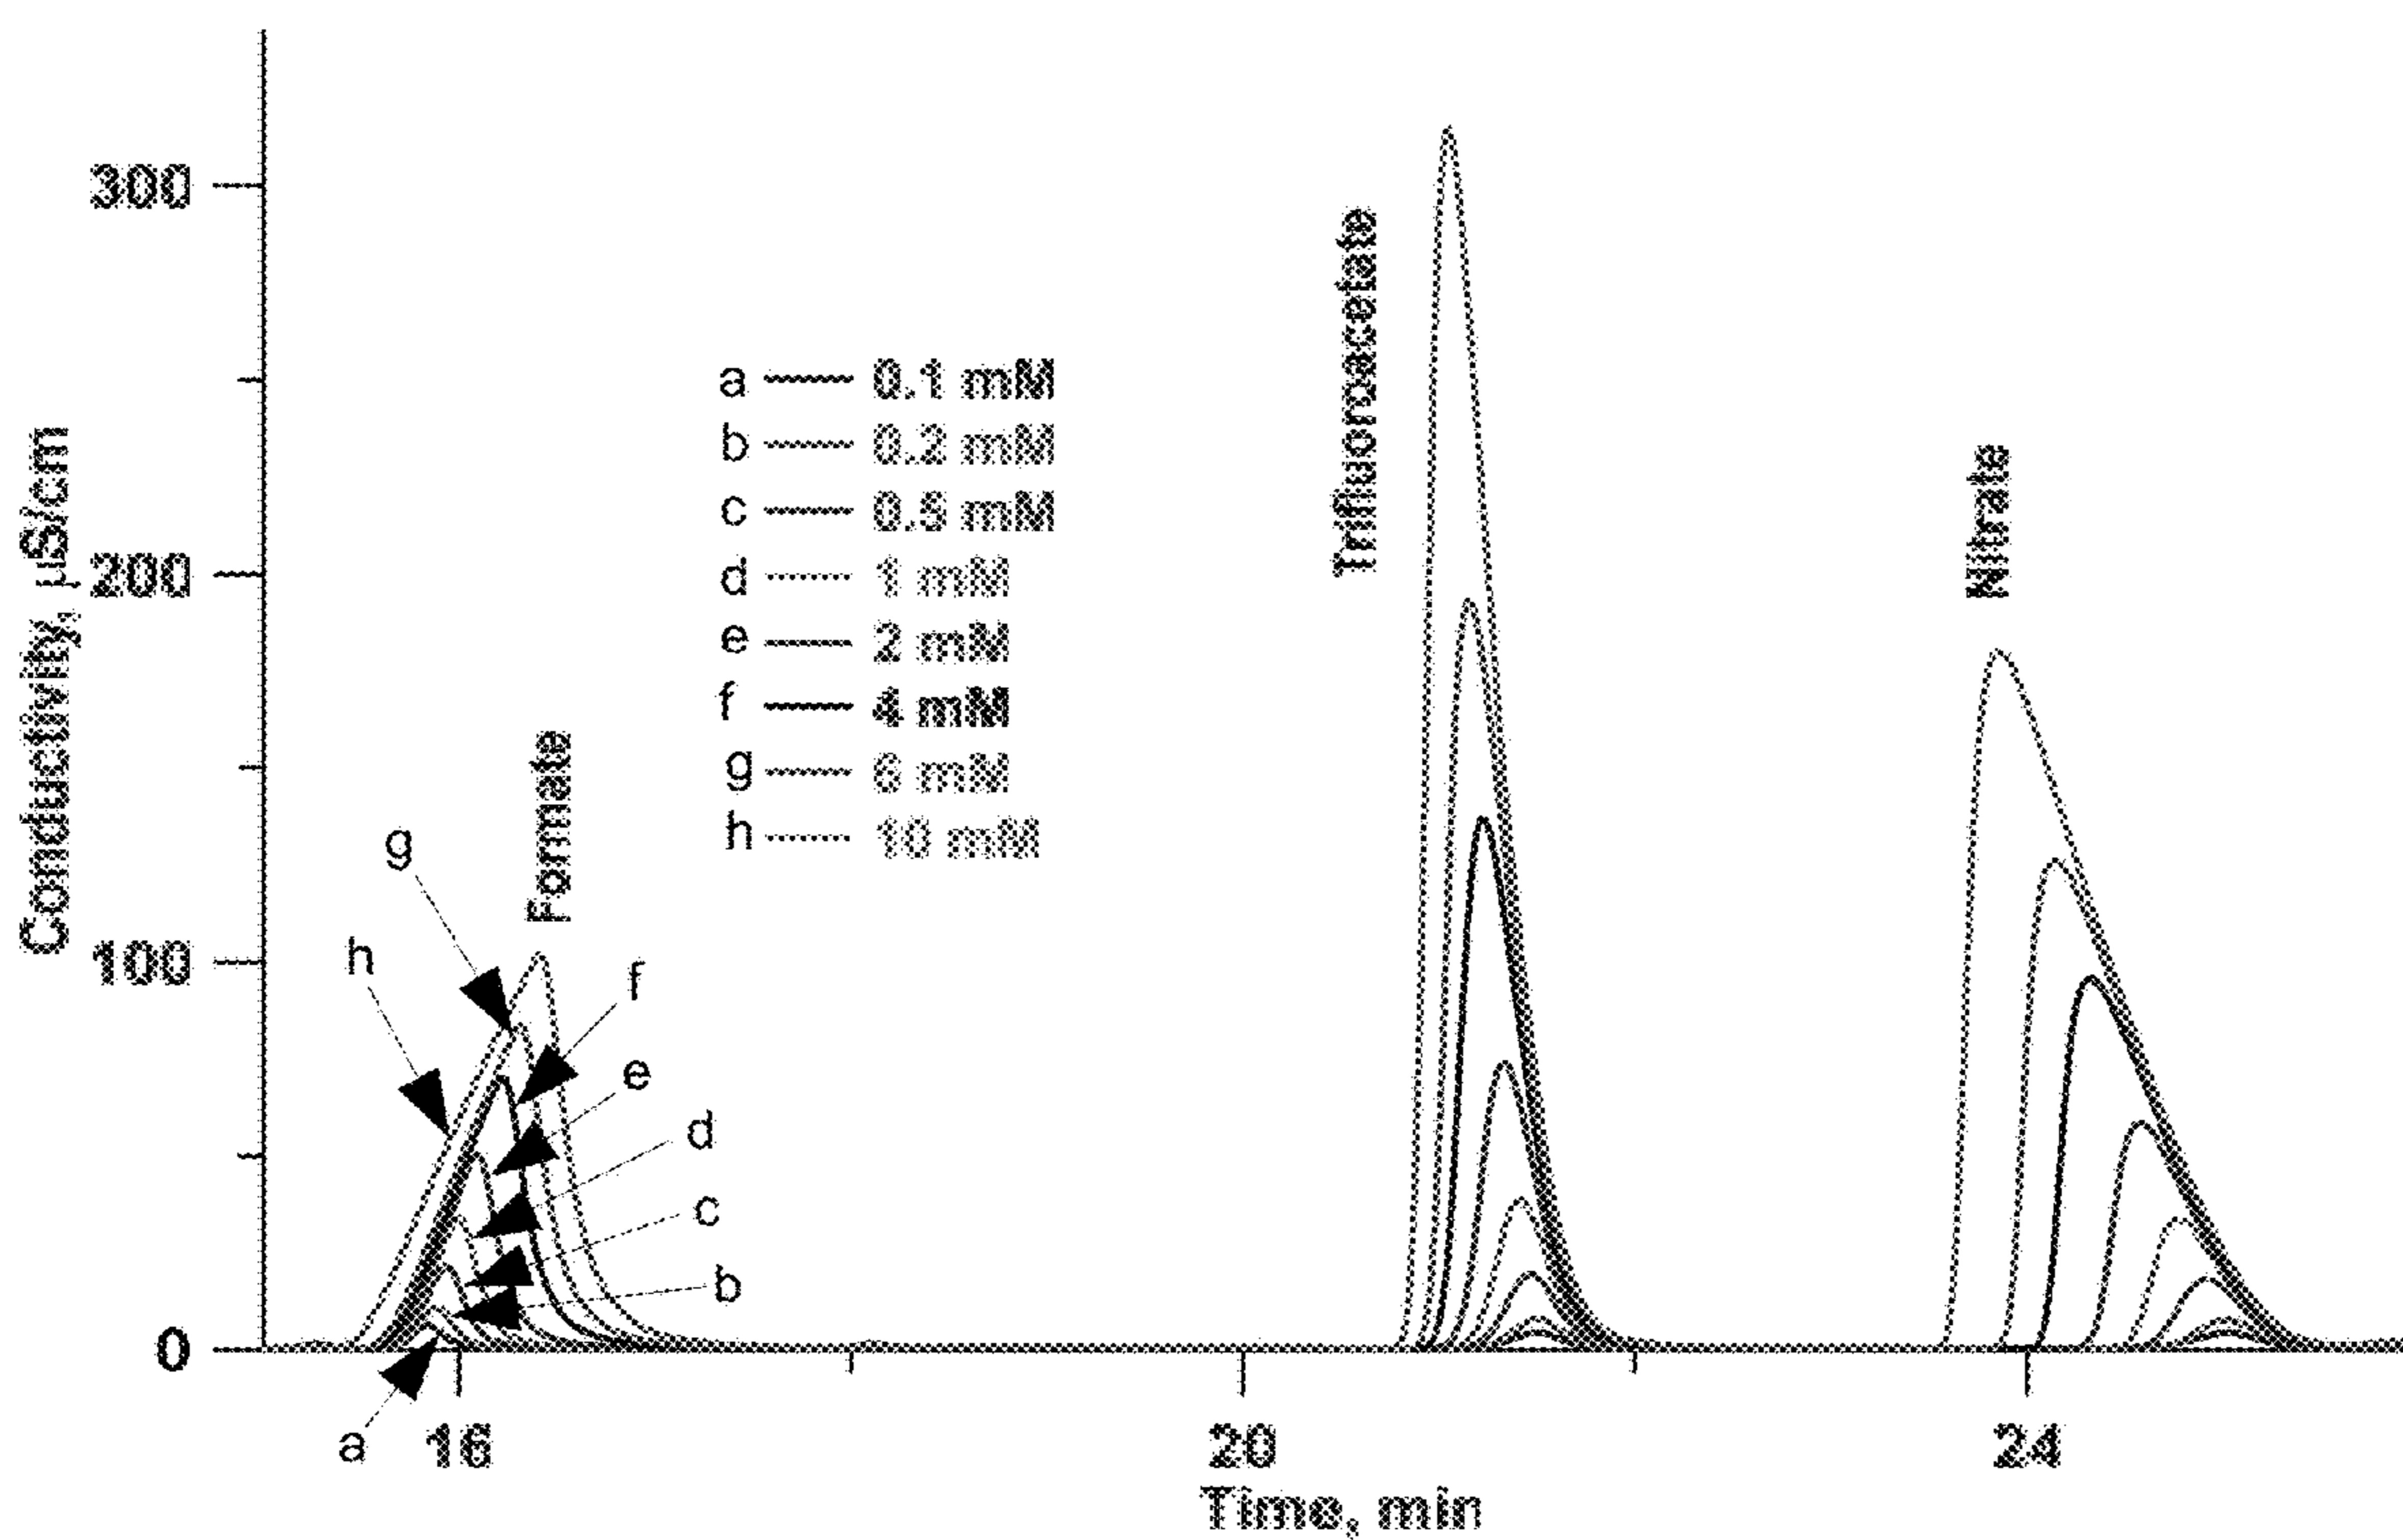 Conductivity, µS/cm
300
200
100
0
a 0.1 mM
b 0.2 mM
c 0.5 mM
d 1 mM
e 2 mM
f 4 mM
g 6 mM
h 10 mM
Formate
Trifluoroacetate
Nitrate
g
h
f
e
d
c
b
a
16
20
24
Time, min